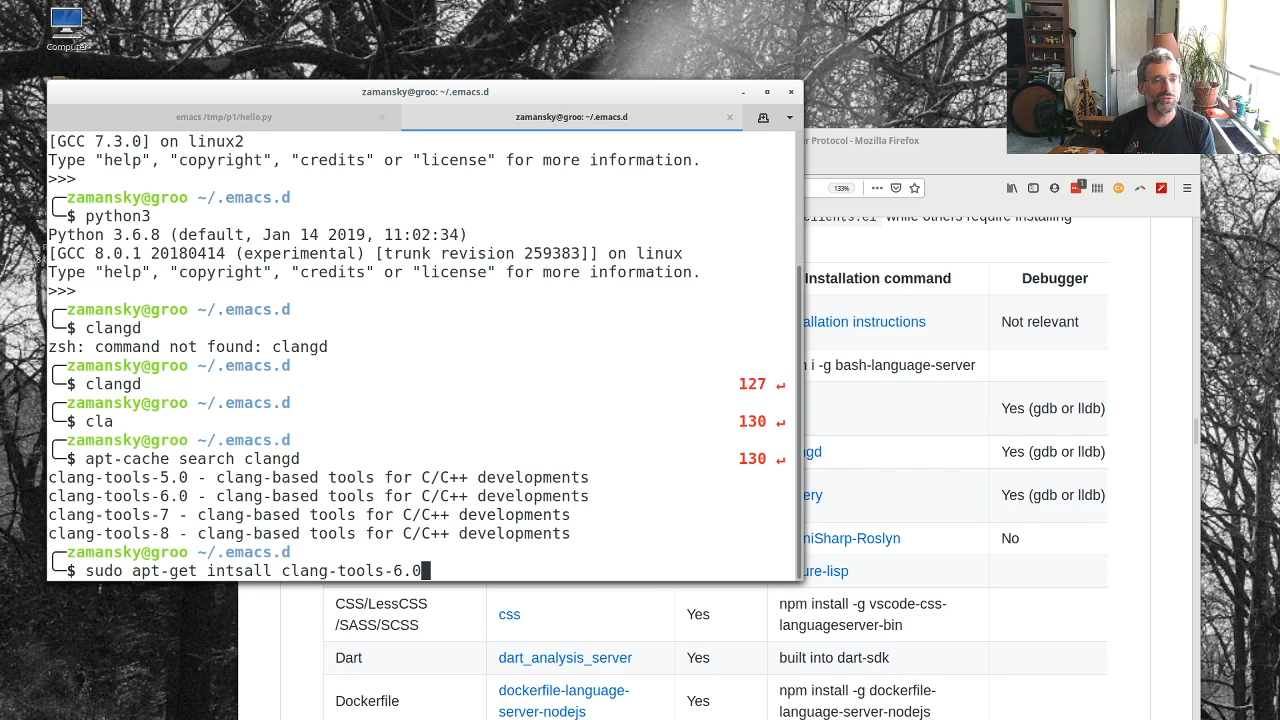 Computer
zamansky@groo: ~/.emacs.d
emacs /tmp/p1/hello.py
zamansky@groo: ~/.emacs.d
[GCC 7.3.0] on linux2
Type "help", "copyright", "credits" or "license" for more information.
>>>
zamansky@groo ~/.emacs.d
$ python3
Python 3.6.8 (default, Jan 14 2019, 11:02:34)
[GCC 8.0.1 20180414 (experimental) [trunk revision 259383]] on linux
Type "help", "copyright", "credits" or "license" for more information.
>>>
zamansky@groo ~/.emacs.d
$ clangd
zsh: command not found: clangd
zamansky@groo ~/.emacs.d
$ clangd 127 ↵
zamansky@groo ~/.emacs.d
$ cla 130 ↵
zamansky@groo ~/.emacs.d
$ apt-cache search clangd 130 ↵
clang-tools-5.0 - clang-based tools for C/C++ developments
clang-tools-6.0 - clang-based tools for C/C++ developments
clang-tools-7 - clang-based tools for C/C++ developments
clang-tools-8 - clang-based tools for C/C++ developments
zamansky@groo ~/.emacs.d
$ sudo apt-get intsall clang-tools-6.0
r Protocol - Mozilla Firefox
133%
1
while others require installing
Installation command Debugger
allation instructions Not relevant
i -g bash-language-server
Yes (gdb or lldb)
gd Yes (gdb or lldb)
ery Yes (gdb or lldb)
niSharp-Roslyn No
ure-lisp
CSS/LessCSS
/SASS/SCSS
css
Yes
npm install -g vscode-css-
languageserver-bin
Dart dart_analysis_server Yes built into dart-sdk
Dockerfile
dockerfile-language-
server-nodejs
Yes
npm install -g dockerfile-
language-server-nodejs